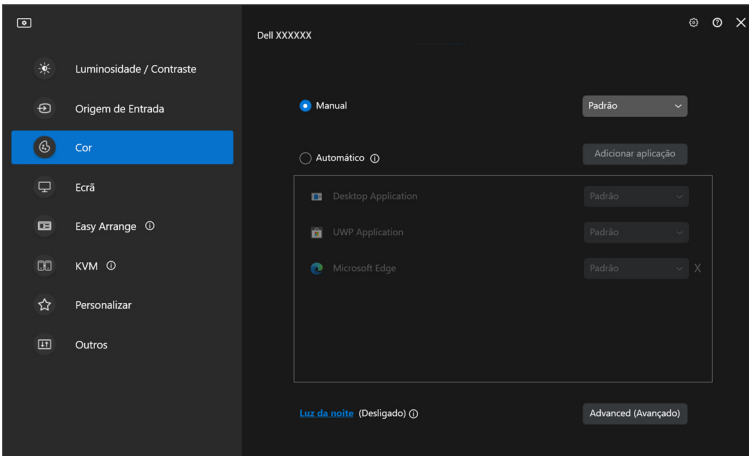 Dell XXXXXX
Luminosidade / Contraste
Origem de Entrada
Cor
Ecrã
Easy Arrange
KVM
Personalizar
Outros
Manual
Padrão
Automático
Adicionar aplicação
Desktop Application
Padrão
UWP Application
Padrão
Microsoft Edge
Padrão
X
Luz da noite (Desligado)
Advanced (Avançado)